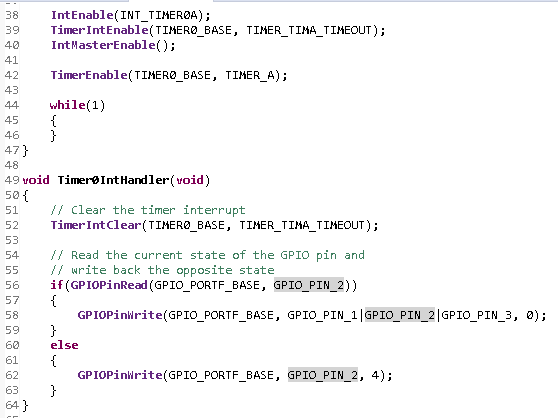 38 IntEnable(INT_TIMER0A);
39 TimerIntEnable(TIMER0_BASE, TIMER_TIMA_TIMEOUT);
40 IntMasterEnable();
41
42 TimerEnable(TIMER0_BASE, TIMER_A);
43
44 while(1)
45 {
46 }
47 }
48
49 void Timer0IntHandler(void)
50 {
51 // Clear the timer interrupt
52 TimerIntClear(TIMER0_BASE, TIMER_TIMA_TIMEOUT);
53
54 // Read the current state of the GPIO pin and
55 // write back the opposite state
56 if(GPIOPinRead(GPIO_PORTF_BASE, GPIO_PIN_2))
57 {
58 GPIOPinWrite(GPIO_PORTF_BASE, GPIO_PIN_1|GPIO_PIN_2|GPIO_PIN_3, 0);
59 }
60 else
61 {
62 GPIOPinWrite(GPIO_PORTF_BASE, GPIO_PIN_2, 4);
63 }
64 }